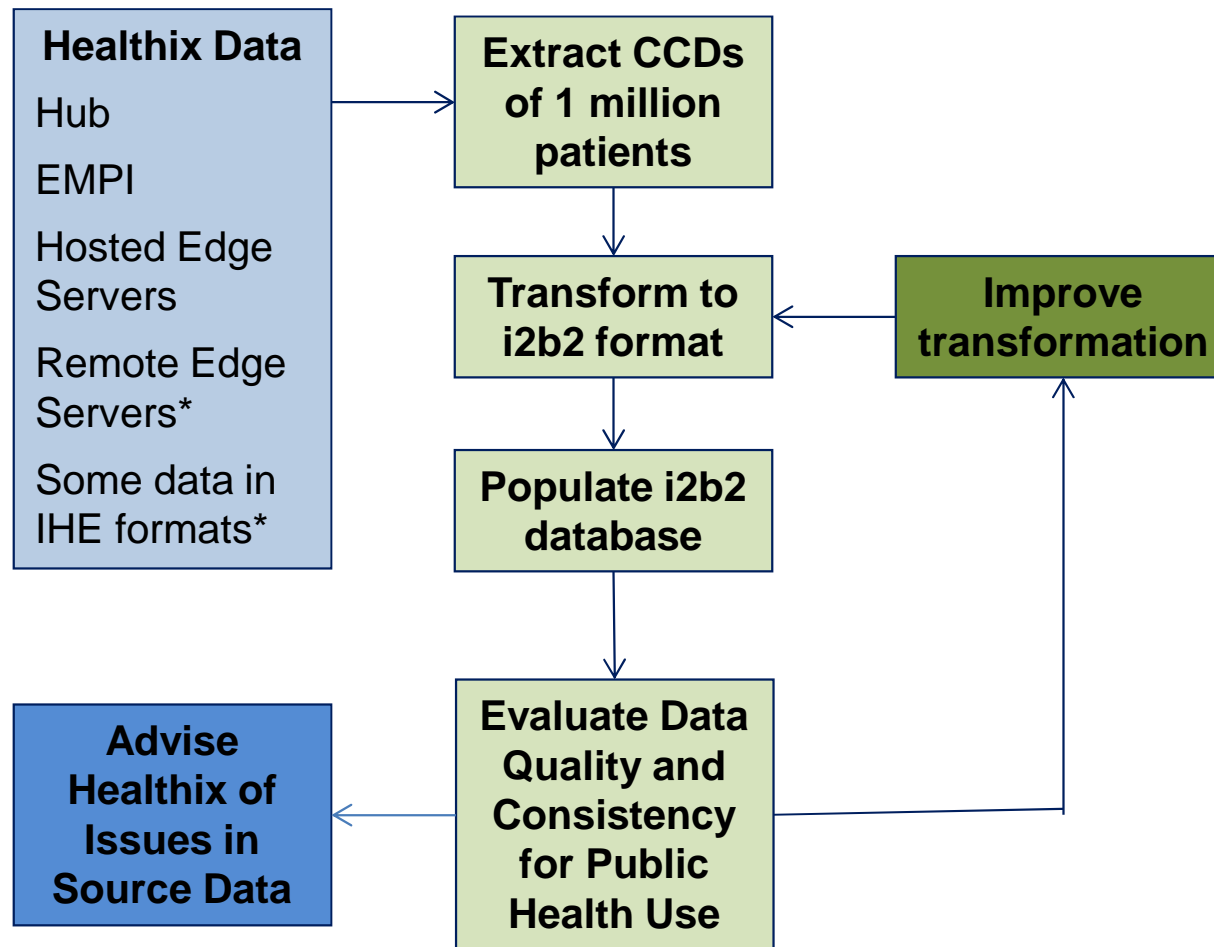 Healthix Data
Hub
EMPI
Hosted Edge
Servers
Remote Edge
Servers*
Some data in
IHE formats*
Extract CCDs
of 1 million
patients
Transform to
i2b2 format
Improve
transformation
Populate i2b2
database
Evaluate Data
Quality and
Consistency
for Public
Health Use
Advise
Healthix of
Issues in
Source Data